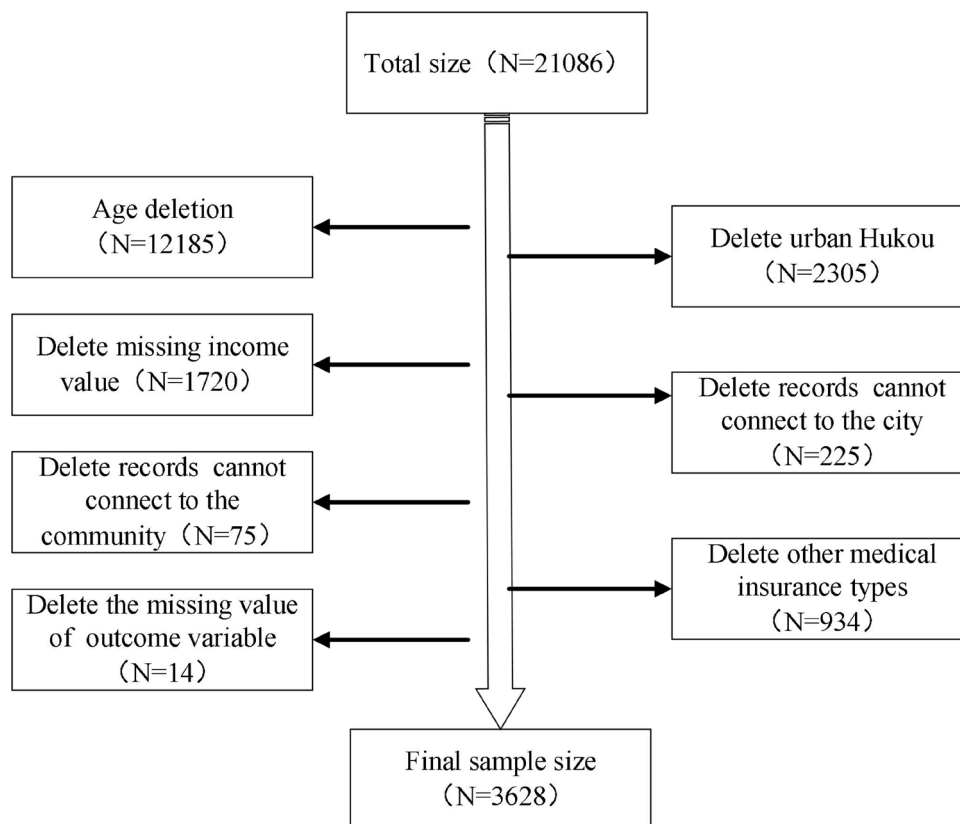 Total size（N=21086）
Age deletion
（N=12185）
Delete urban Hukou
（N=2305）
Delete missing income
value（N=1720）
Delete records cannot
connect to the city
（N=225）
Delete records cannot
connect to the
community（N=75）
Delete other medical
insurance types
（N=934）
Delete the missing value
of outcome variable
（N=14）
Final sample size
（N=3628）